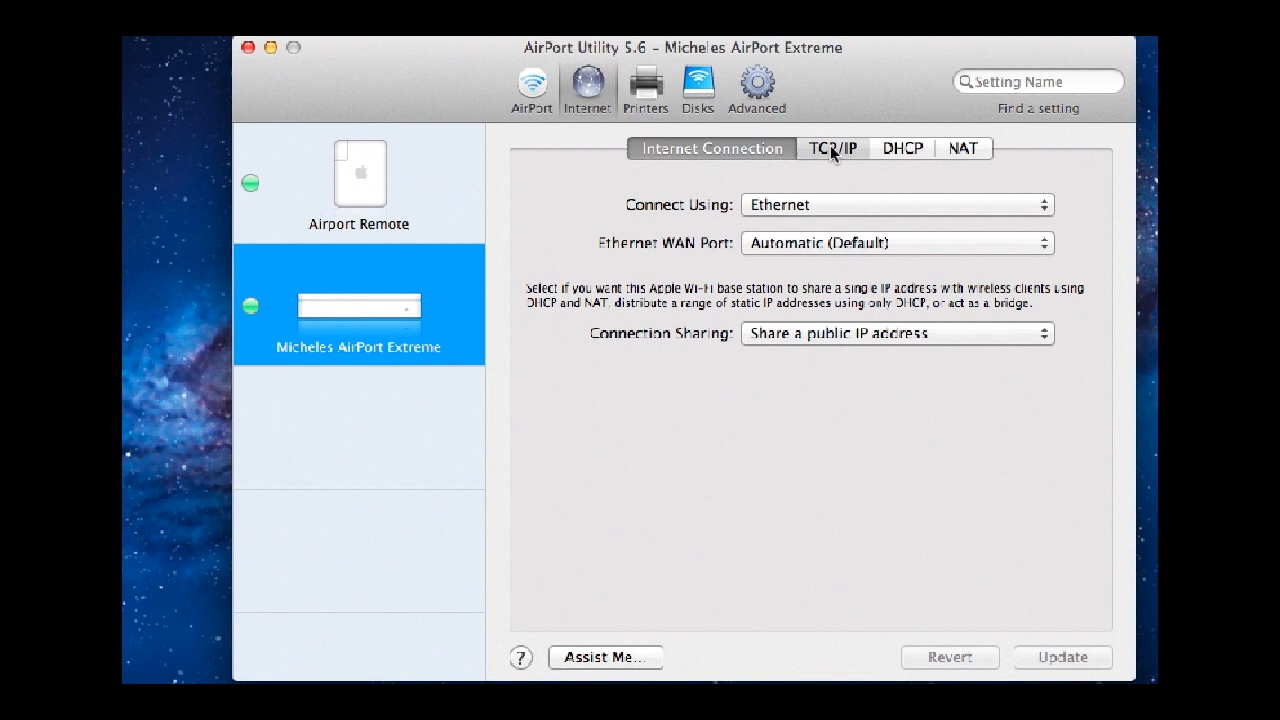 AirPort Utility 5.6 – Micheles AirPort Extreme
AirPort Internet Printers Disks Advanced
Setting Name
Find a setting
Airport Remote
Micheles AirPort Extreme
Internet Connection TCP/IP DHCP NAT
Connect Using: Ethernet
Ethernet WAN Port: Automatic (Default)
Select if you want this Apple Wi-Fi base station to share a single IP address with wireless clients using
DHCP and NAT, distribute a range of static IP addresses using only DHCP, or act as a bridge.
Connection Sharing: Share a public IP address
? Assist Me... Revert Update